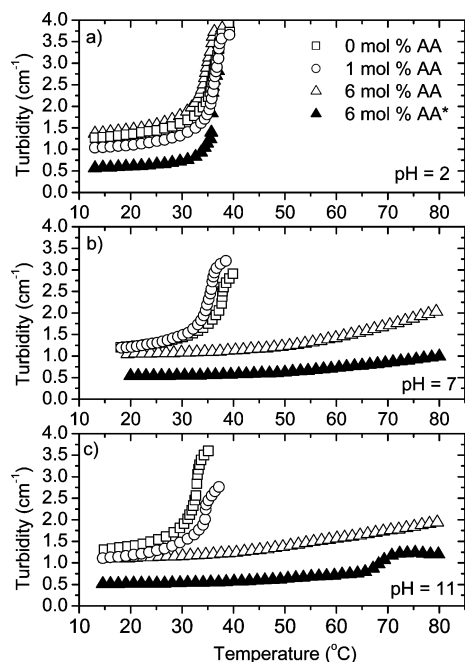 a)
□ 0 mol % AA
○ 1 mol % AA
△ 6 mol % AA
▲ 6 mol % AA*
pH = 2
Turbidity (cm⁻¹)
4.0
3.5
3.0
2.5
2.0
1.5
1.0
0.5
0.0
10 20 30 40 50 60 70 80
b)
pH = 7
Turbidity (cm⁻¹)
4.0
3.5
3.0
2.5
2.0
1.5
1.0
0.5
0.0
10 20 30 40 50 60 70 80
c)
pH = 11
Turbidity (cm⁻¹)
4.0
3.5
3.0
2.5
2.0
1.5
1.0
0.5
0.0
10 20 30 40 50 60 70 80
Temperature (°C)